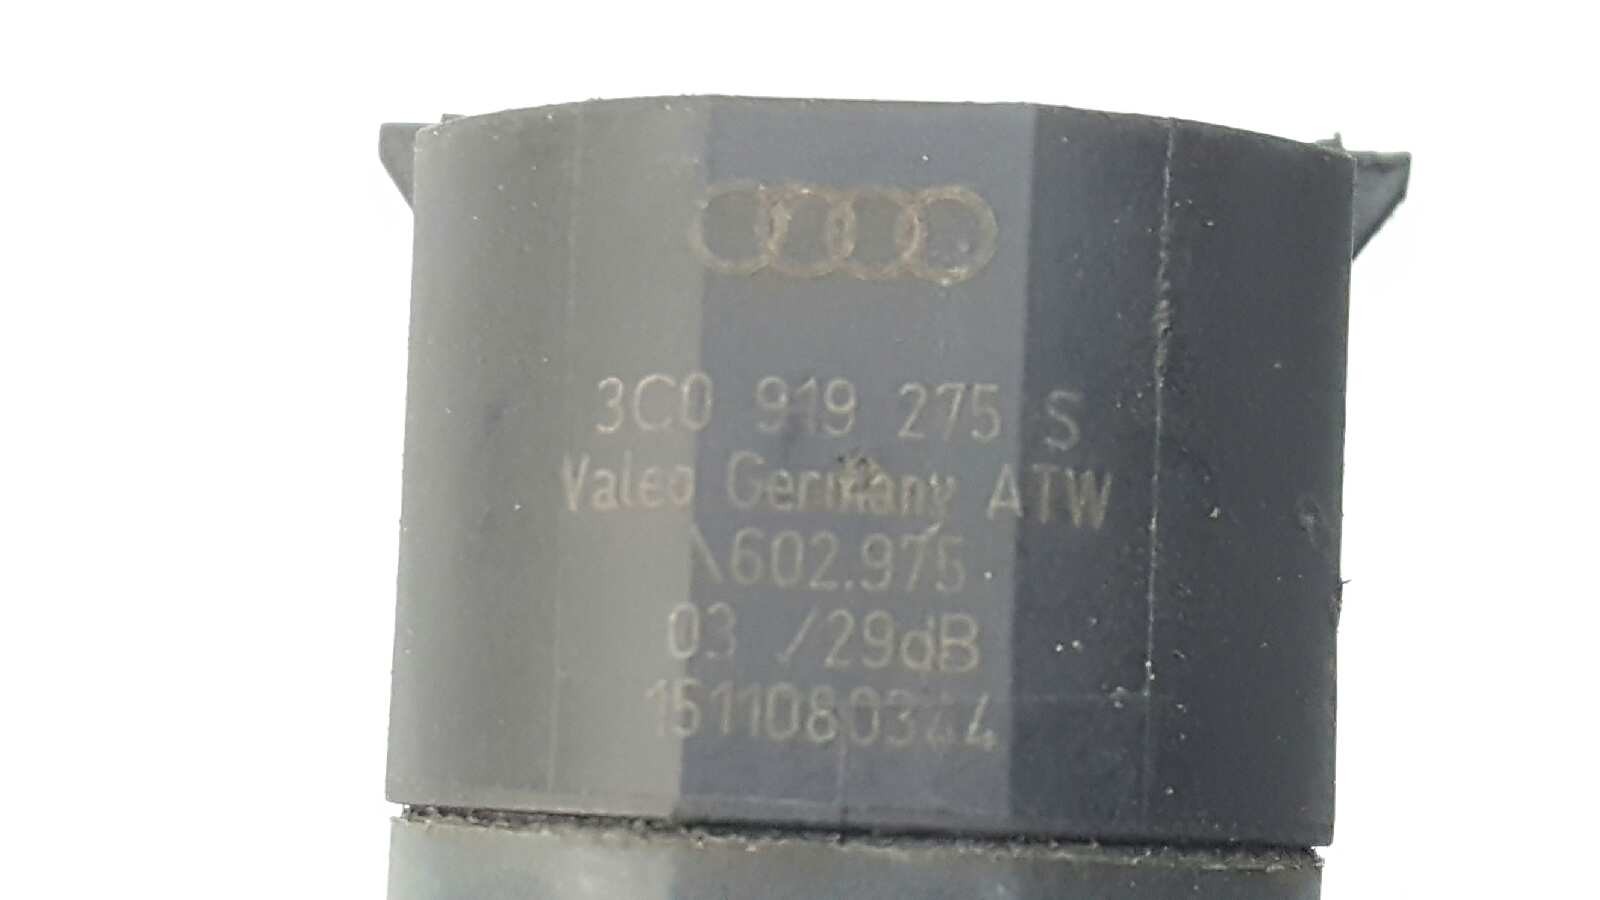 3C0 919 275 S
Valeo Germany ATW
\602.975
03 /29dB